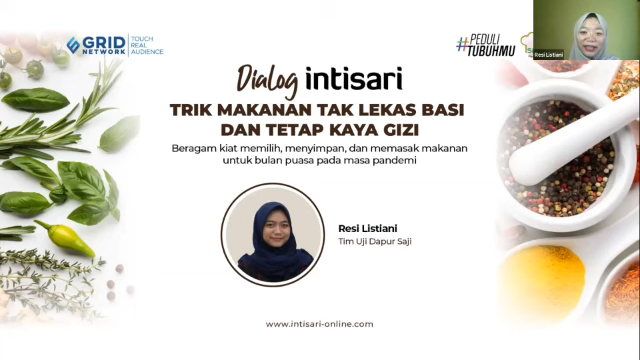 GRID
NETWORK
TOUCH
REAL
AUDIENCE
#PEDULI
TUBUHMU
Resi Listiani
Dialog intisari
TRIK MAKANAN TAK LEKAS BASI
DAN TETAP KAYA GIZI
Beragam kiat memilih, menyimpan, dan memasak makanan
untuk bulan puasa pada masa pandemi
Resi Listiani
Tim Uji Dapur Saji
www.intisari-online.com